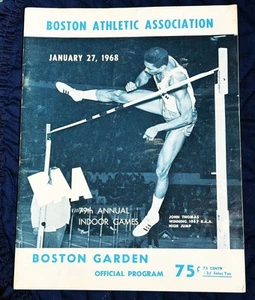 BOSTON ATHLETIC ASSOCIATION
JANUARY 27, 1968
BAA
79th ANNUAL
INDOOR GAMES
JOHN THOMAS
WINNING 1967 B.A.A.
HIGH JUMP
BOSTON GARDEN
OFFICIAL PROGRAM
75¢